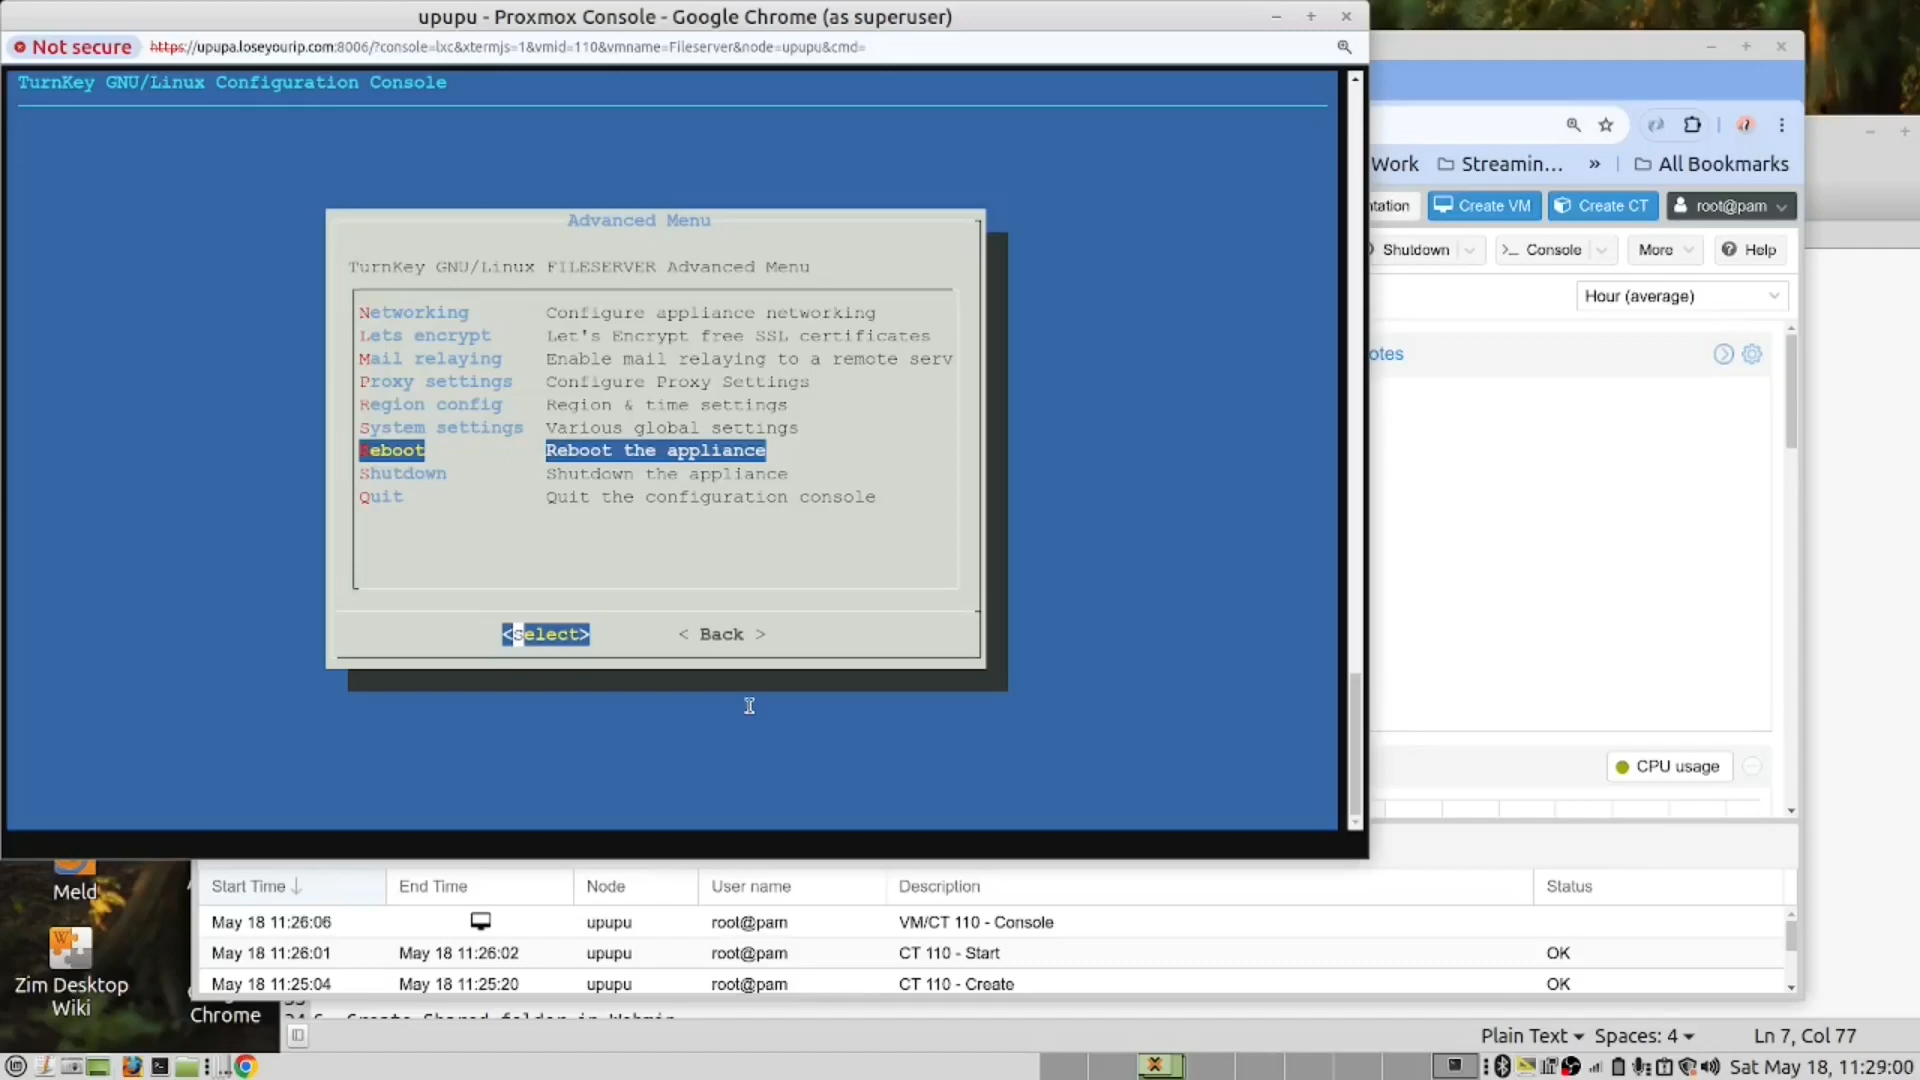 upupu - Proxmox Console - Google Chrome (as superuser)
Not secure
https://upupa.loseyourip.com:8006/?console=lxc&xtermjs=1&vmid=110&vmname=Fileserver&node=upupu&cmd=
TurnKey GNU/Linux Configuration Console
Advanced Menu
TurnKey GNU/Linux FILESERVER Advanced Menu
Networking Configure appliance networking
Lets encrypt Let's Encrypt free SSL certificates
Mail relaying Enable mail relaying to a remote serv
Proxy settings Configure Proxy Settings
Region config Region & time settings
System settings Various global settings
Reboot Reboot the appliance
Shutdown Shutdown the appliance
Quit Quit the configuration console
<Select> < Back >
Work Streamin... » All Bookmarks
ntation Create VM Create CT root@pam
Shutdown >_ Console More Help
Hour (average)
otes
CPU usage
Start Time End Time Node User name Description Status
May 18 11:26:06 upupu root@pam VM/CT 110 - Console
May 18 11:26:01 May 18 11:26:02 upupu root@pam CT 110 - Start OK
May 18 11:25:04 May 18 11:25:20 upupu root@pam CT 110 - Create OK
Meld
Zim Desktop
Wiki
Chrome
Plain Text Spaces: 4 Ln 7, Col 77
Sat May 18, 11:29:00